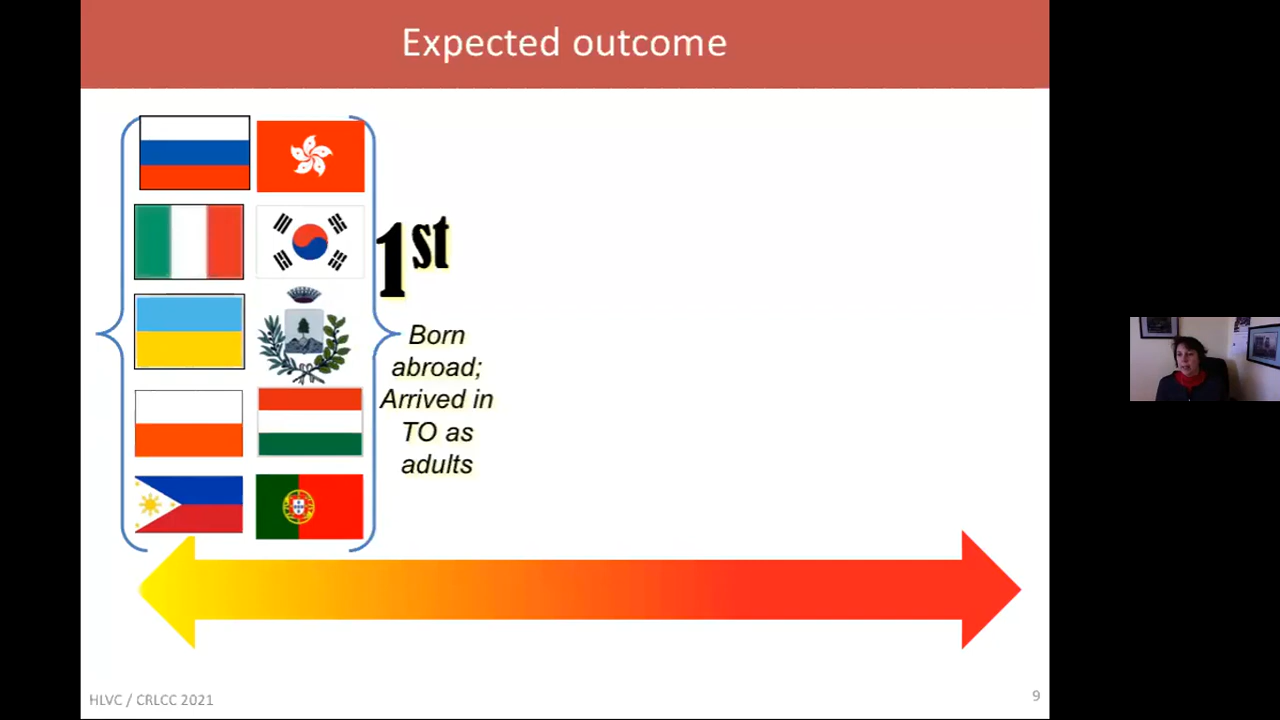 Expected outcome
1st
Born
abroad;
Arrived in
TO as
adults
HLVC / CRLCC 2021
9